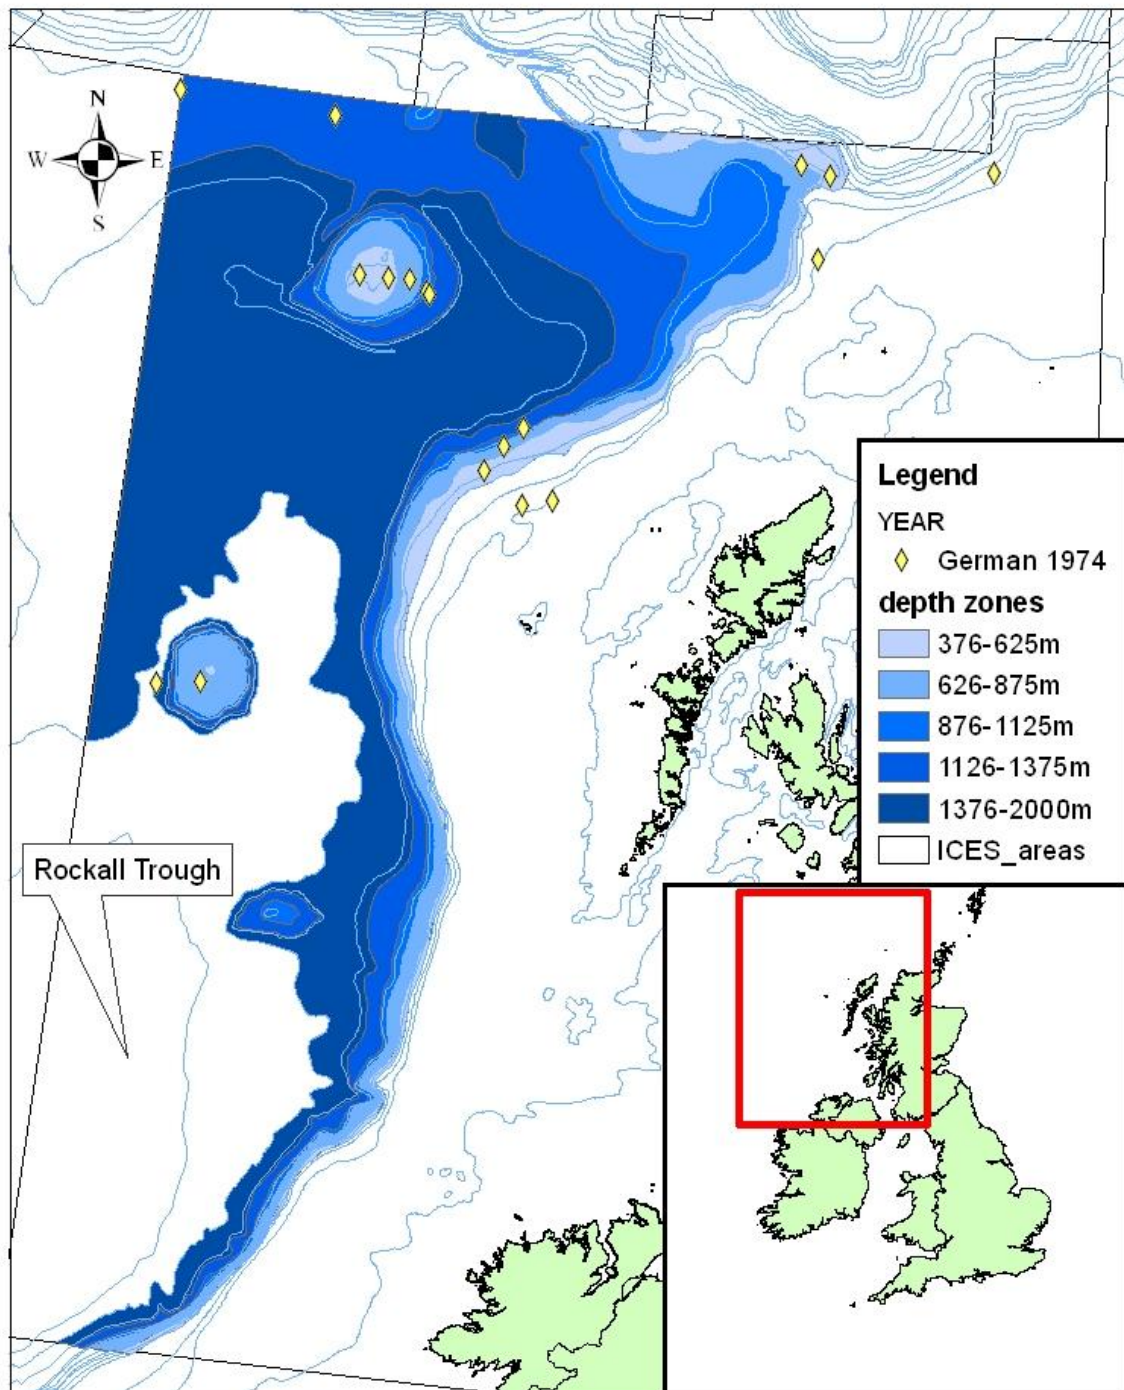 N
W E
S
Legend
YEAR
German 1974
depth zones
376-625m
626-875m
876-1125m
1126-1375m
1376-2000m
ICES_areas
Rockall Trough